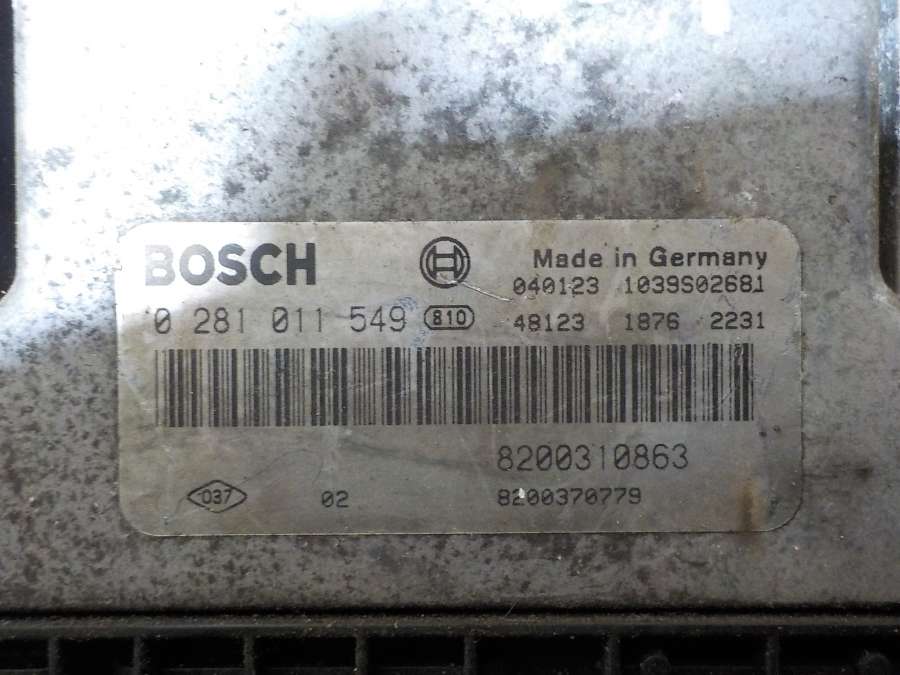 BOSCH Made in Germany
040123 1039S02681
0 281 011 549 810 48123 1876 2231
8200310863
037 02 8200370779